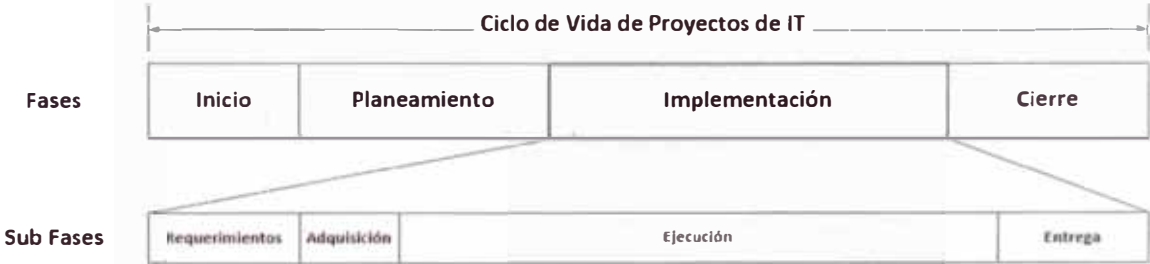 Ciclo de Vida de Proyectos de IT
Fases Inicio Planeamiento Implementación Cierre
Sub Fases Requerimientos Adquisición Ejecución Entrega